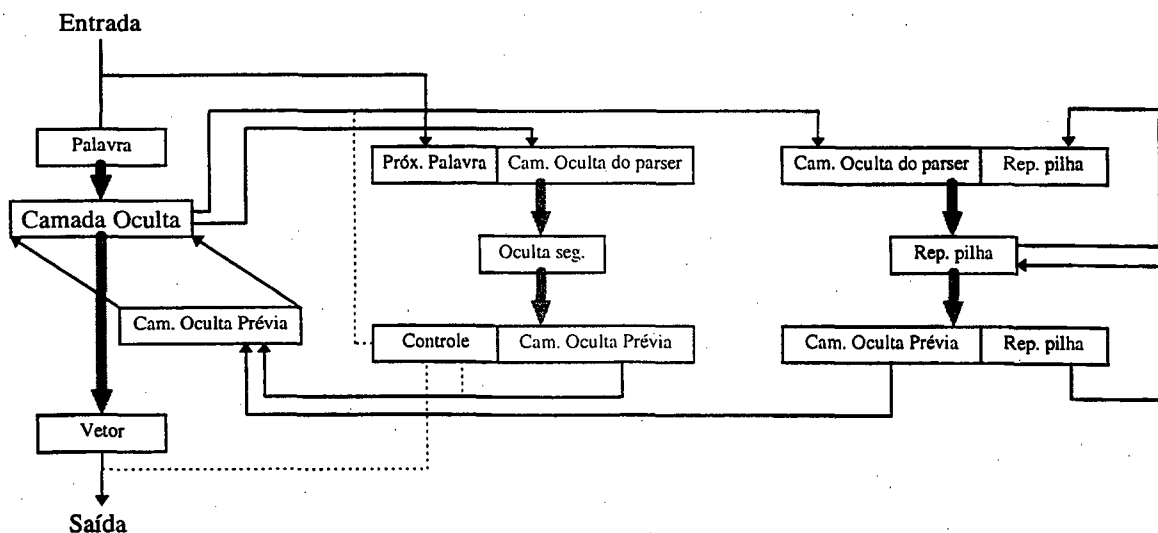 Entrada
Palavra
Próx. Palavra Cam. Oculta do parser Cam. Oculta do parser Rep. pilha
Camada Oculta
Oculta seg. Rep. pilha
Cam. Oculta Prévia
Controle Cam. Oculta Prévia Cam. Oculta Prévia Rep. pilha
Vetor
Saída